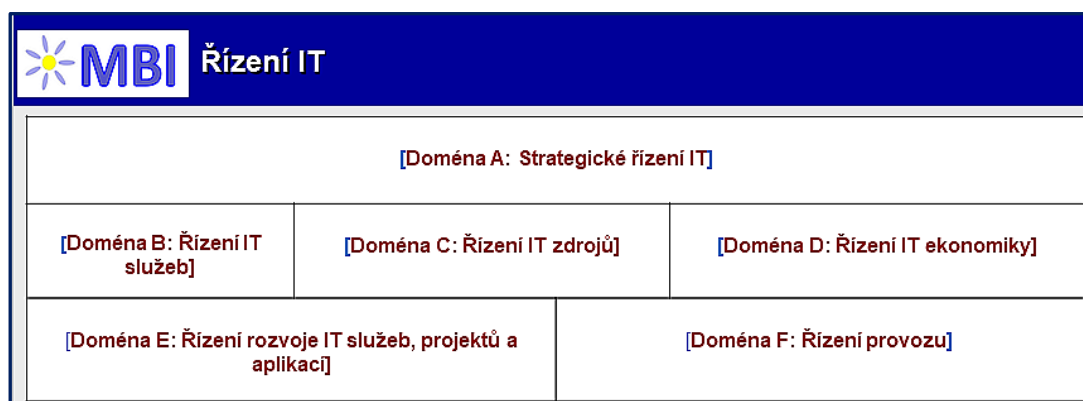 MBI Řízení IT
[Doména A: Strategické řízení IT]
[Doména B: Řízení IT
služeb]
[Doména C: Řízení IT zdrojů]
[Doména D: Řízení IT ekonomiky]
[Doména E: Řízení rozvoje IT služeb, projektů a
aplikací]
[Doména F: Řízení provozu]